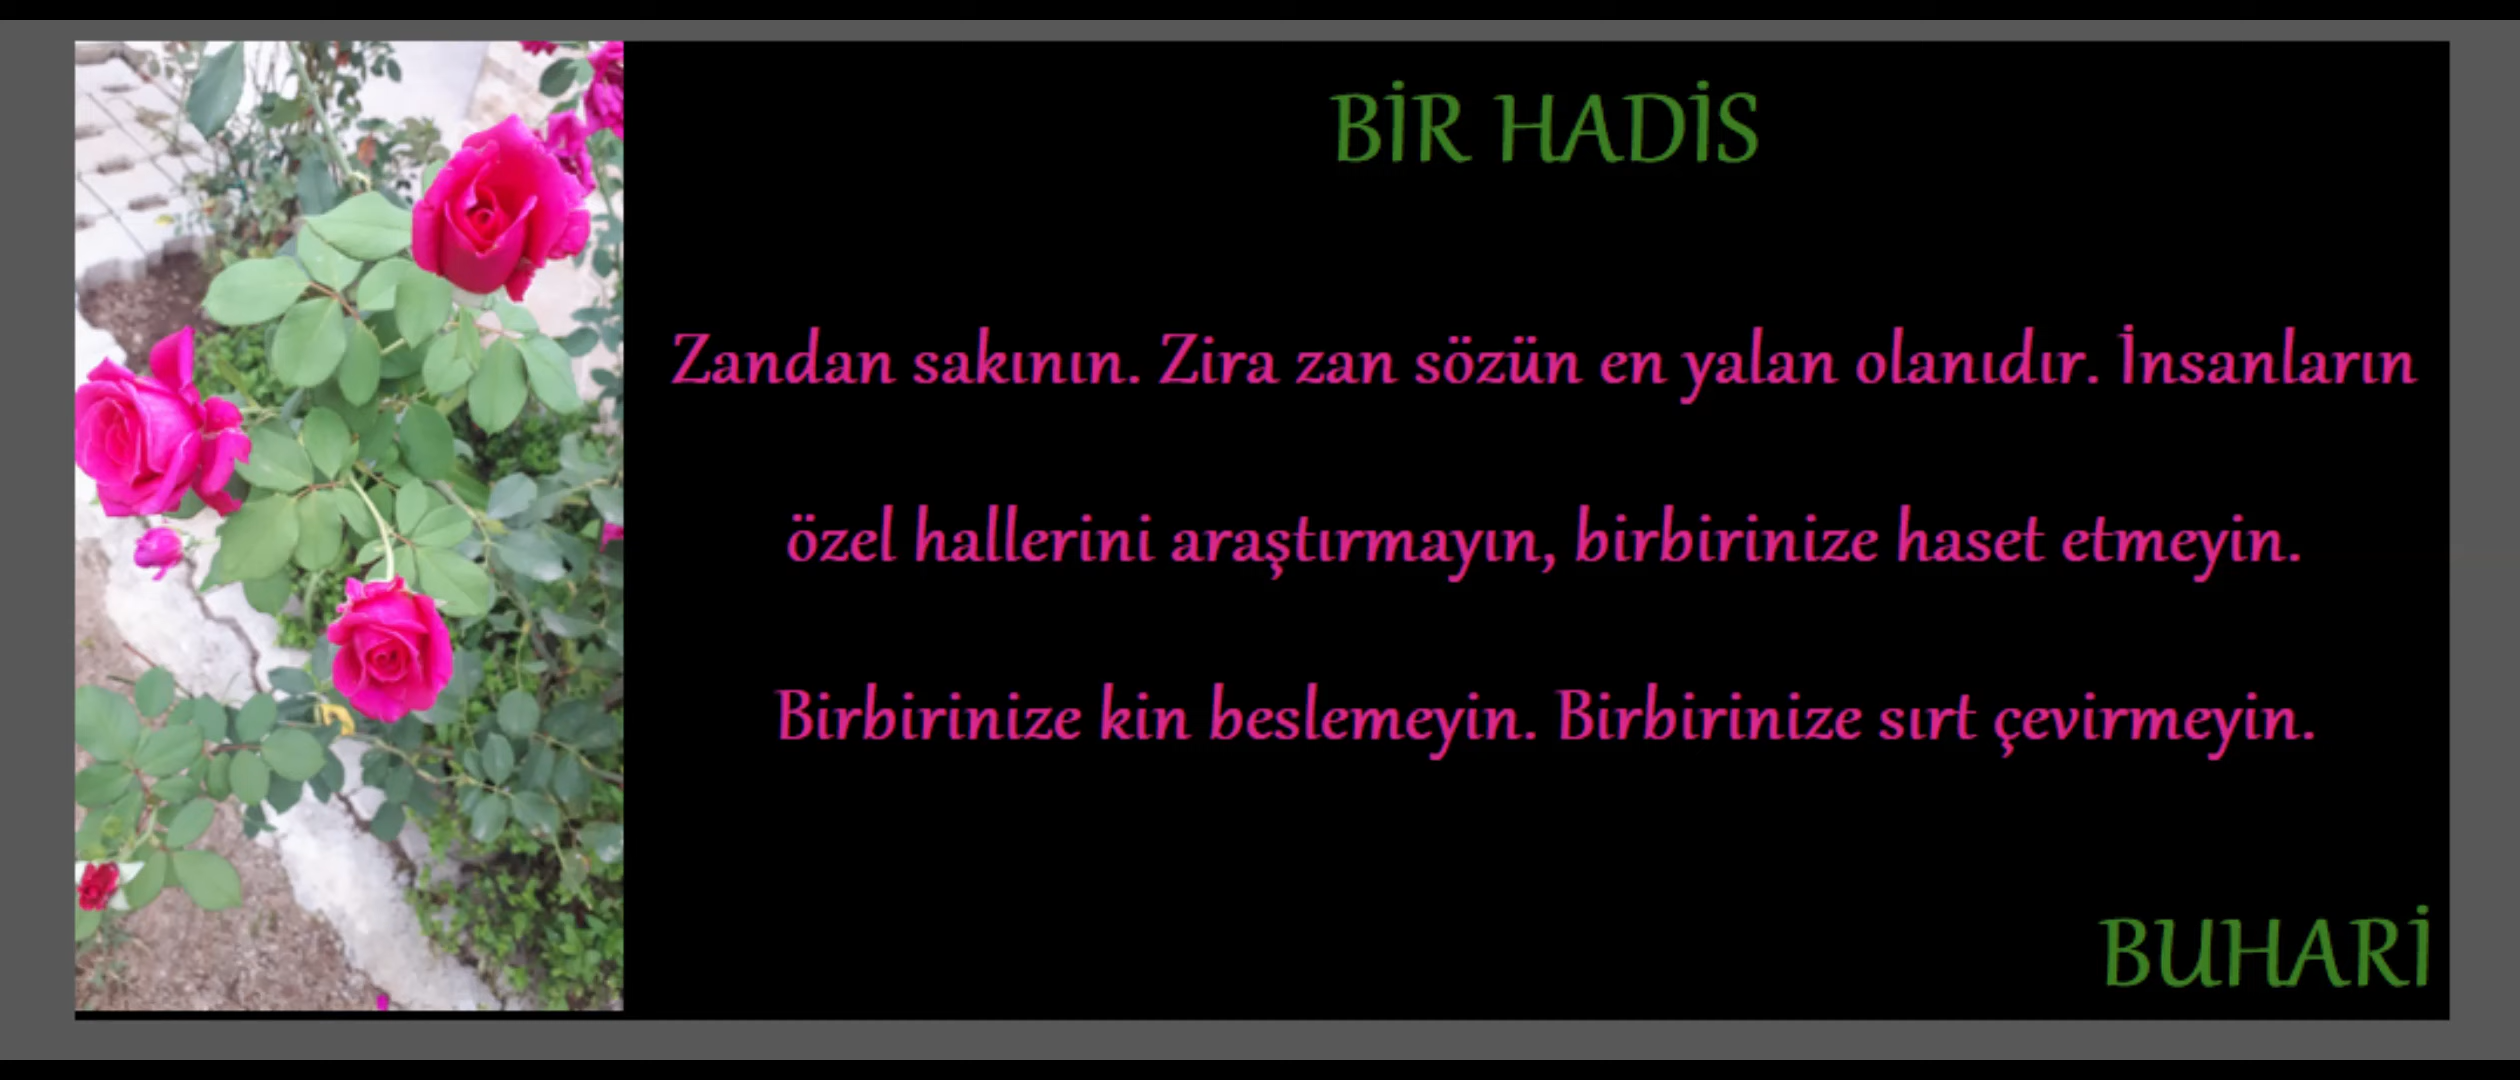 BİR HADİS
Zandan sakının. Zira zan sözün en yalan olanıdır. İnsanların
özel hallerini araştırmayın, birbirinize haset etmeyin.
Birbirinize kin beslemeyin. Birbirinize sırt çevirmeyin.
BUHARİ